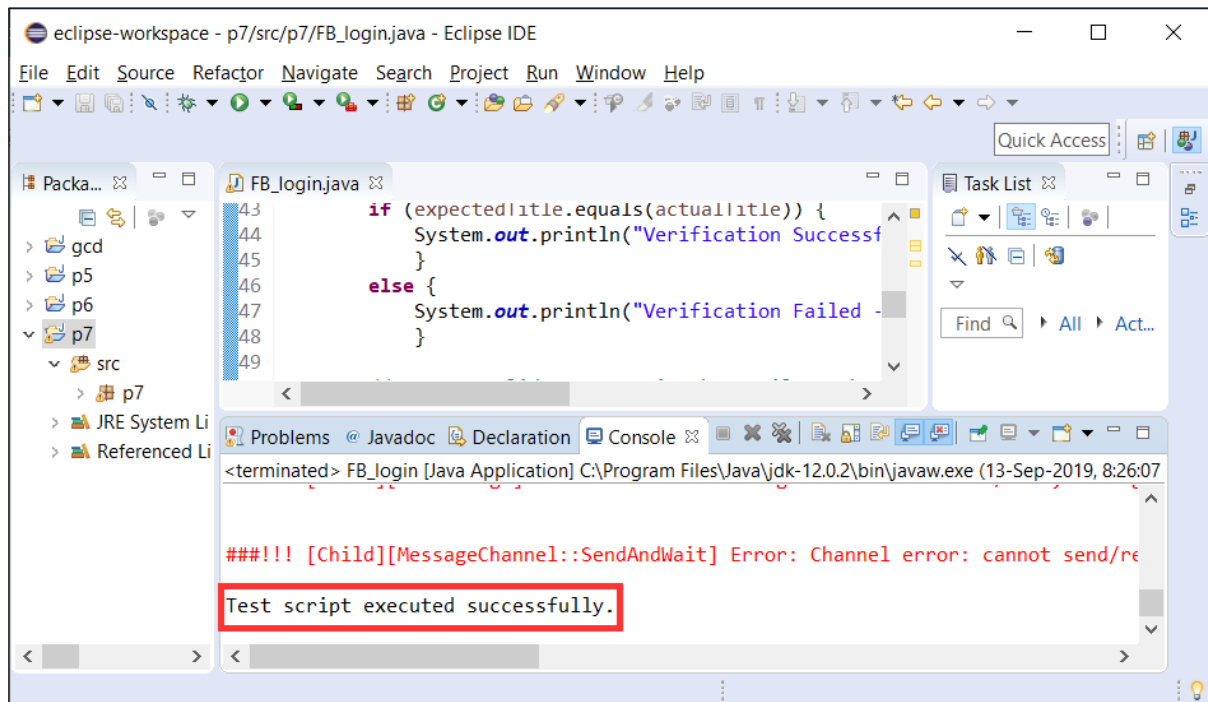 eclipse-workspace - p7/src/p7/FB_login.java - Eclipse IDE
File Edit Source Refactor Navigate Search Project Run Window Help
Quick Access
Packa...
gcd
p5
p6
p7
src
p7
JRE System Li
Referenced Li
FB_login.java
43 if (expectedTitle.equals(actualTitle)) {
44 System.out.println("Verification Successf
45 }
46 else {
47 System.out.println("Verification Failed -
48 }
49
Task List
Find All Act...
Problems @ Javadoc Declaration Console
<terminated> FB_login [Java Application] C:\Program Files\Java\jdk-12.0.2\bin\javaw.exe (13-Sep-2019, 8:26:07
###!!! [Child][MessageChannel::SendAndWait] Error: Channel error: cannot send/re
Test script executed successfully.